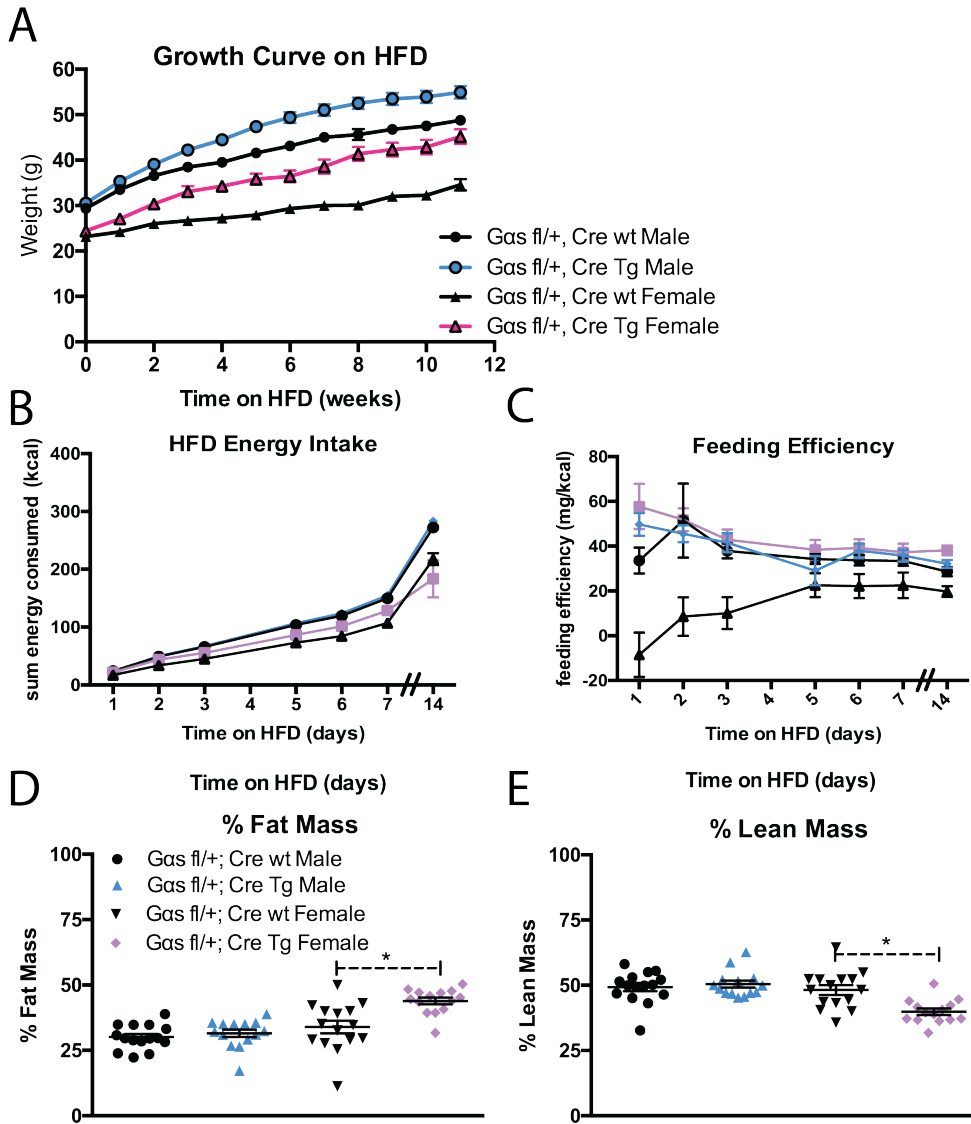 A
Growth Curve on HFD
Weight (g)
60
50
40
30
20
10
0
0 2 4 6 8 10 12
Time on HFD (weeks)
Gαs fl/+, Cre wt Male
Gαs fl/+, Cre Tg Male
Gαs fl/+, Cre wt Female
Gαs fl/+, Cre Tg Female
B
HFD Energy Intake
sum energy consumed (kcal)
400
300
200
100
0
1 2 3 4 5 6 7 14
Time on HFD (days)
C
Feeding Efficiency
feeding efficiency (mg/kcal)
80
60
40
20
0
-20
1 2 3 4 5 6 7 14
Time on HFD (days)
Time on HFD (days)
D
% Fat Mass
% Fat Mass
100
75
50
25
0
Gαs fl/+; Cre wt Male
Gαs fl/+; Cre Tg Male
Gαs fl/+; Cre wt Female
Gαs fl/+; Cre Tg Female
*
Time on HFD (days)
E
% Lean Mass
% Lean Mass
100
75
50
25
0
*